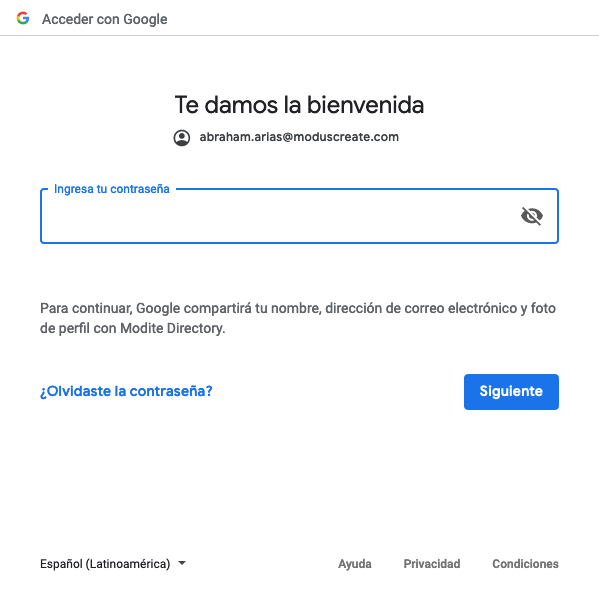 Acceder con Google
Te damos la bienvenida
abraham.arias@moduscreate.com
Ingresa tu contraseña
Para continuar, Google compartirá tu nombre, dirección de correo electrónico y foto
de perfil con Modite Directory.
¿Olvidaste la contraseña?
Siguiente
Español (Latinoamérica)
Ayuda
Privacidad
Condiciones